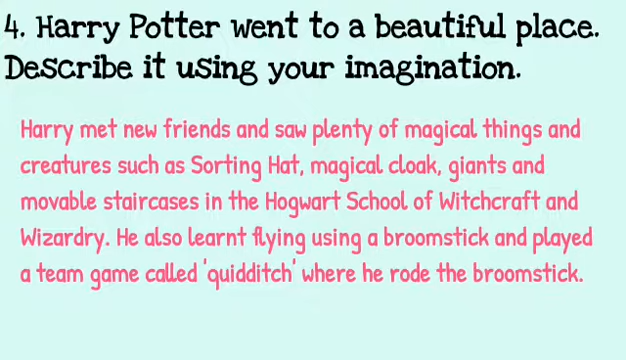 4. Harry Potter went to a beautiful place.
Describe it using your imagination.
Harry met new friends and saw plenty of magical things and
creatures such as Sorting Hat, magical cloak, giants and
movable staircases in the Hogwart School of Witchcraft and
Wizardry. He also learnt flying using a broomstick and played
a team game called 'quidditch' where he rode the broomstick.